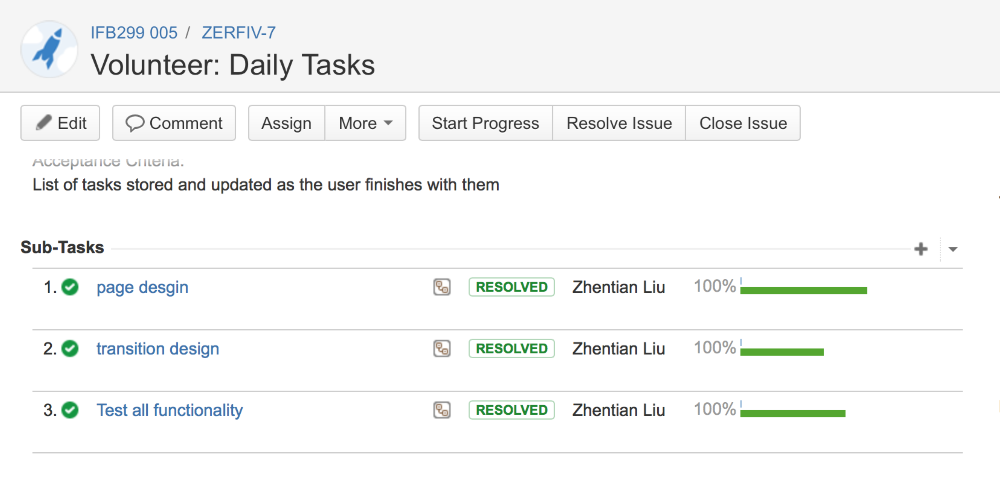 IFB299 005 / ZERFIV-7
Volunteer: Daily Tasks
Edit Comment Assign More Start Progress Resolve Issue Close Issue
Acceptance Criteria:
List of tasks stored and updated as the user finishes with them
Sub-Tasks
1. page desgin RESOLVED Zhentian Liu 100%
2. transition design RESOLVED Zhentian Liu 100%
3. Test all functionality RESOLVED Zhentian Liu 100%